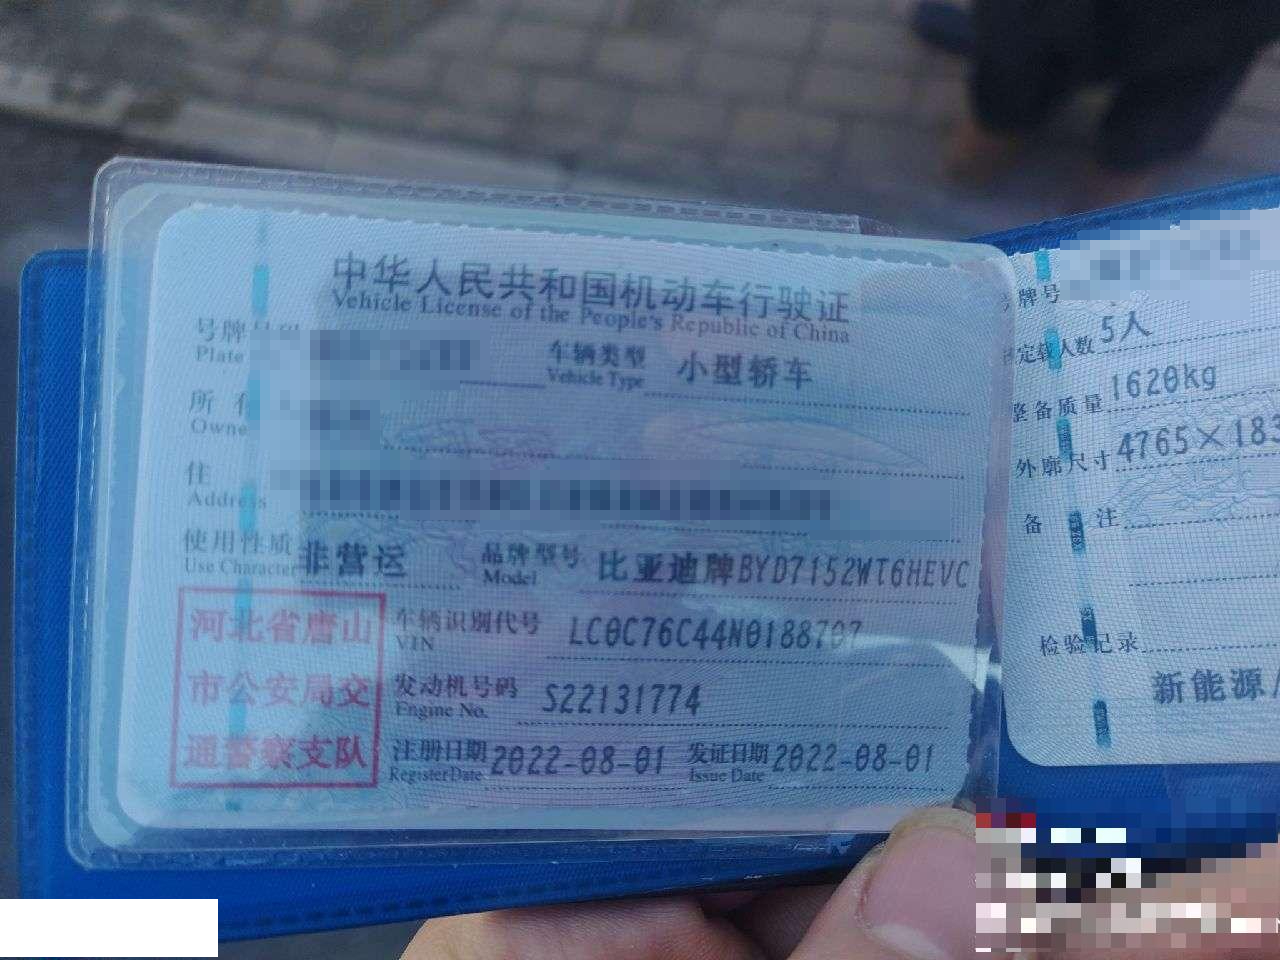 中华人民共和国机动车行驶证
Vehicle License of the People's Republic of China
号牌
Plate
车辆类型 小型轿车
Vehicle Type
所有
Owne
住
Address
使用性质 非营运
Use Character
品牌型号 比亚迪牌BYD7152WT6HEVC
Model
河北省唐山
市公安局交
通警察支队
车辆识别代号 LC0C76C44N0188707
VIN
发动机号码 S22131774
Engine No.
注册日期 2022-08-01
Register Date
发证日期 2022-08-01
Issue Date
牌号
定载人数 5人
整备质量 1620kg
外廓尺寸 4765×183
备注
检验记录
新能源/